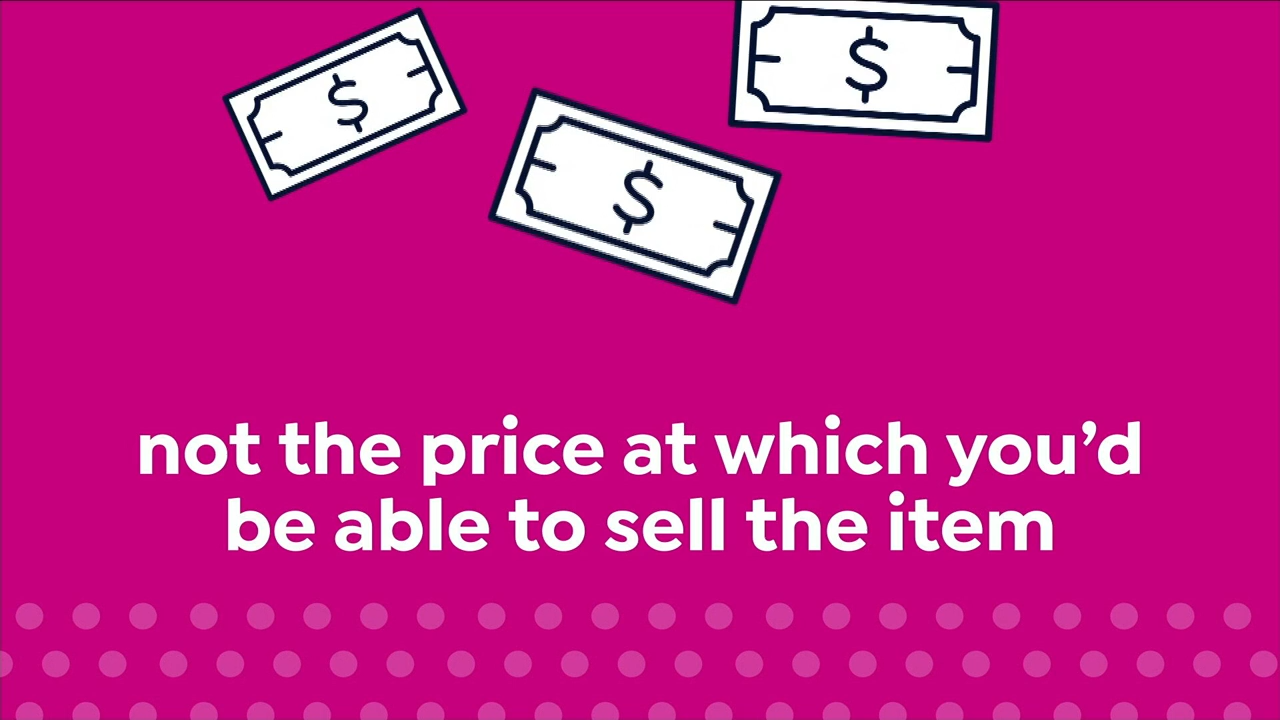 $
$
$
not the price at which you’d
be able to sell the item